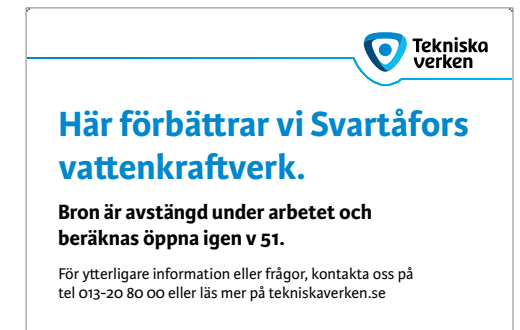 Tekniska
verken
Här förbättrar vi Svartåfors
vattenkraftverk.
Bron är avstängd under arbetet och
beräknas öppna igen v 51.
För ytterligare information eller frågor, kontakta oss på
tel 013-20 80 00 eller läs mer på tekniskaverken.se